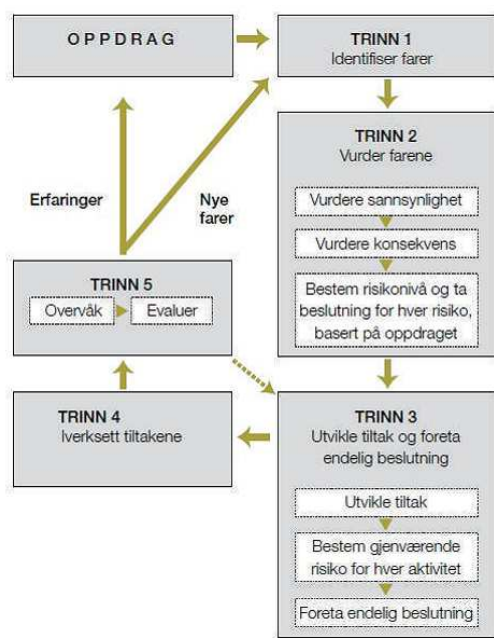 OPPDRAG
TRINN 1
Identifiser farer
TRINN 2
Vurder farene
Vurdere sannsynlighet
Vurdere konsekvens
Bestem risikonivå og ta
beslutning for hver risiko,
basert på oppdraget
Erfaringer
Nye
farer
TRINN 5
Overvåk
Evaluer
TRINN 4
Iverksett tiltakene
TRINN 3
Utvikle tiltak og foreta
endelig beslutning
Utvikle tiltak
Bestem gjenværende
risiko for hver aktivitet
Foreta endelig beslutning